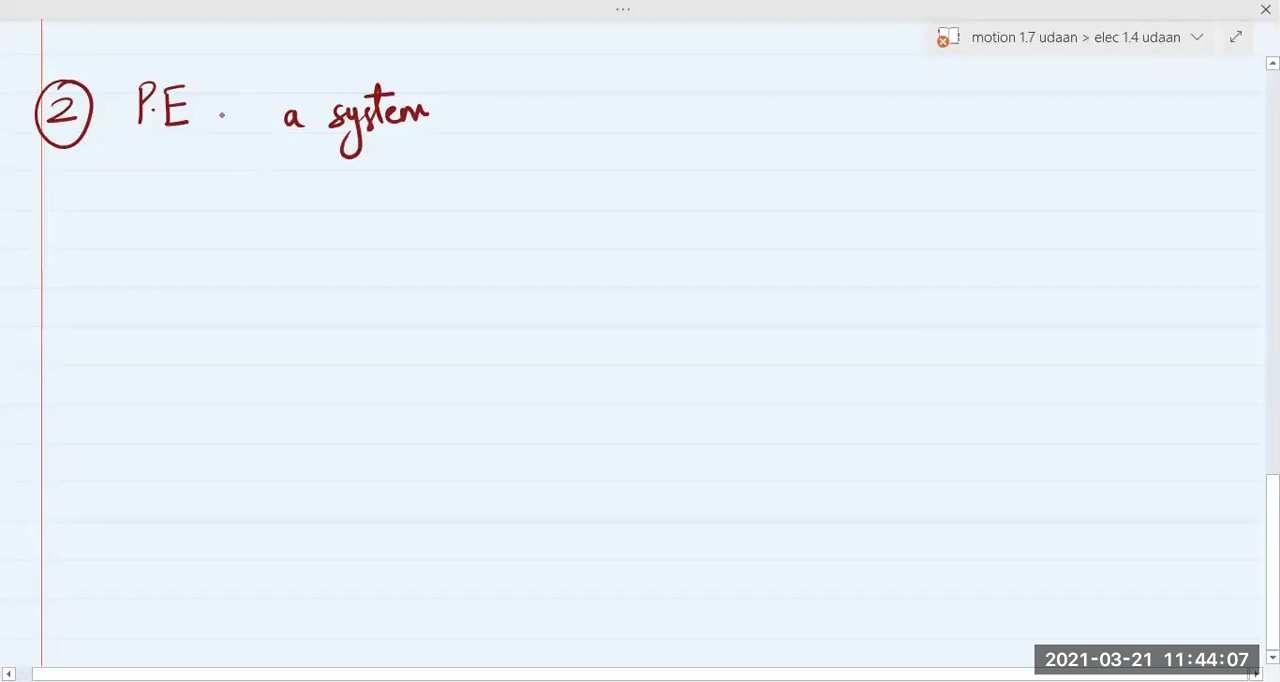 ...
motion 1.7 udaan > elec 1.4 udaan
2 P.E . a system
2021-03-21 11:44:07